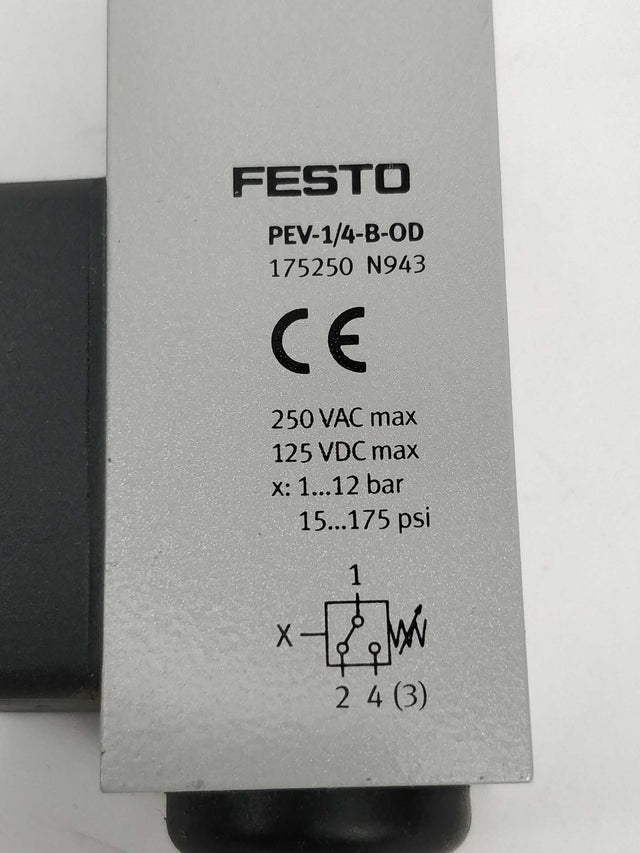 FESTO
PEV-1/4-B-OD
175250 N943
CE
250 VAC max
125 VDC max
x: 1...12 bar
15...175 psi
1
X
2 4 (3)